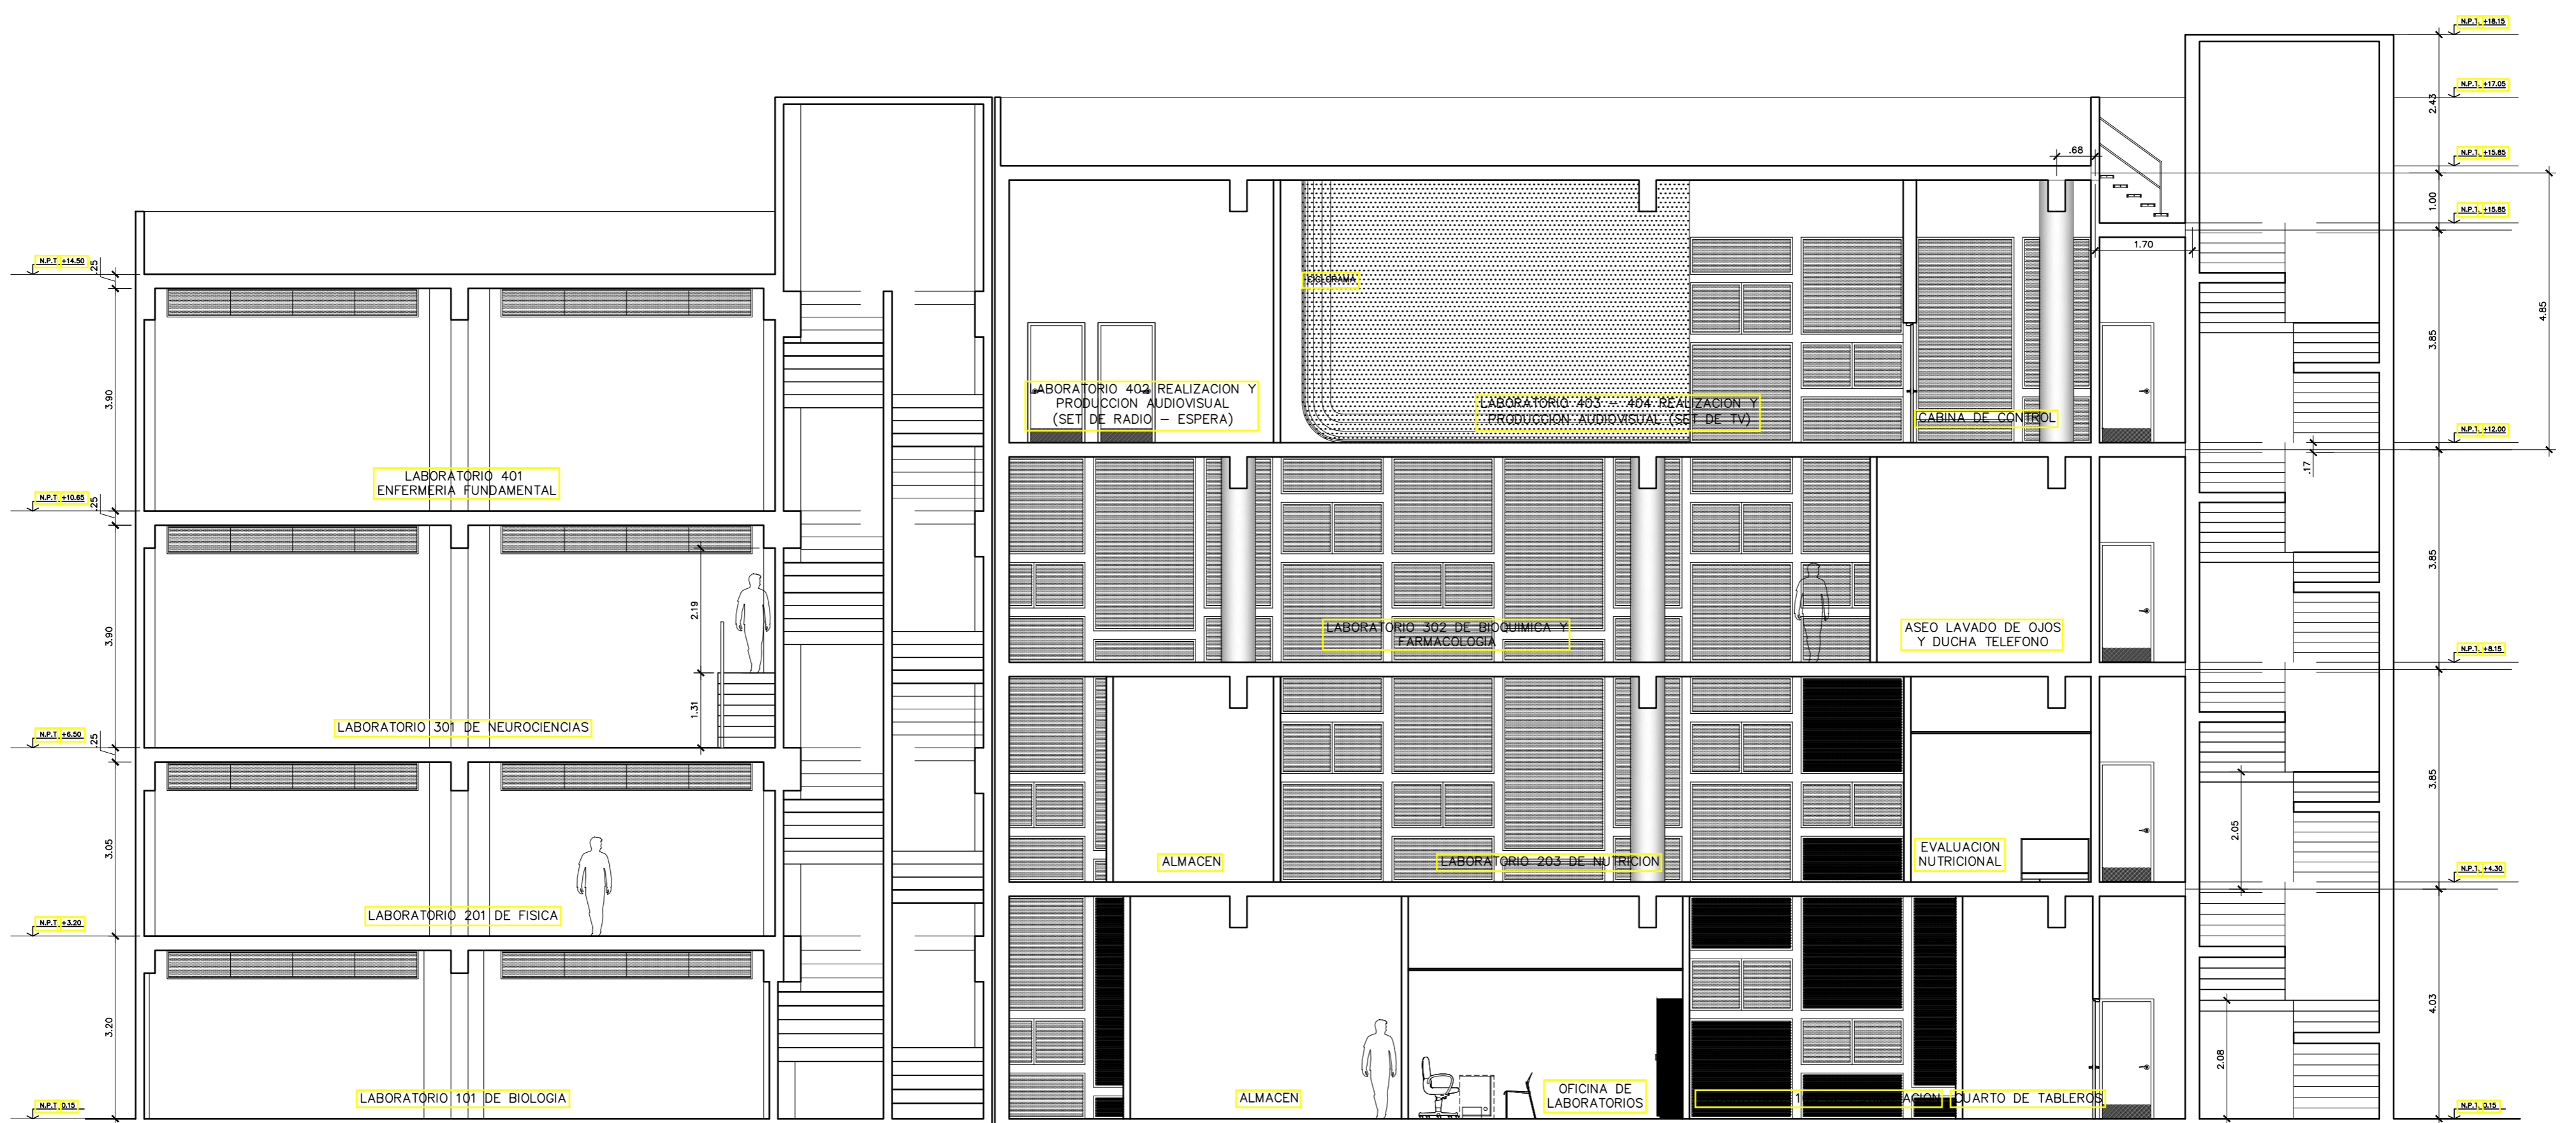 N.P.T. +18.15
N.P.T. +17.05
2.43
.68
N.P.T. +15.85
1.00
N.P.T. +15.85
1.70
4.85
N.P.T. +14.50
.25
CICLORAMA
3.85
3.90
LABORATORIO 402 REALIZACION Y
PRODUCCION AUDIOVISUAL
(SET DE RADIO – ESPERA)
LABORATORIO 403 – 404 REALIZACION Y
PRODUCCION AUDIOVISUAL (SET DE TV)
CABINA DE CONTROL
N.P.T. +12.00
.17
LABORATORIO 401
ENFERMERIA FUNDAMENTAL
N.P.T. +10.65
.25
3.85
2.19
3.90
LABORATORIO 302 DE BIOQUIMICA Y
FARMACOLOGIA
ASEO LAVADO DE OJOS
Y DUCHA TELEFONO
N.P.T. +8.15
1.31
LABORATORIO 301 DE NEUROCIENCIAS
N.P.T. +6.50
.25
3.85
2.05
3.05
ALMACEN
LABORATORIO 203 DE NUTRICION
EVALUACION
NUTRICIONAL
N.P.T. +4.30
LABORATORIO 201 DE FISICA
N.P.T. +3.20
3.20
4.03
2.08
LABORATORIO 101 DE BIOLOGIA
ALMACEN
OFICINA DE
LABORATORIOS
CUARTO DE TABLEROS
N.P.T. 0.15
N.P.T. 0.15